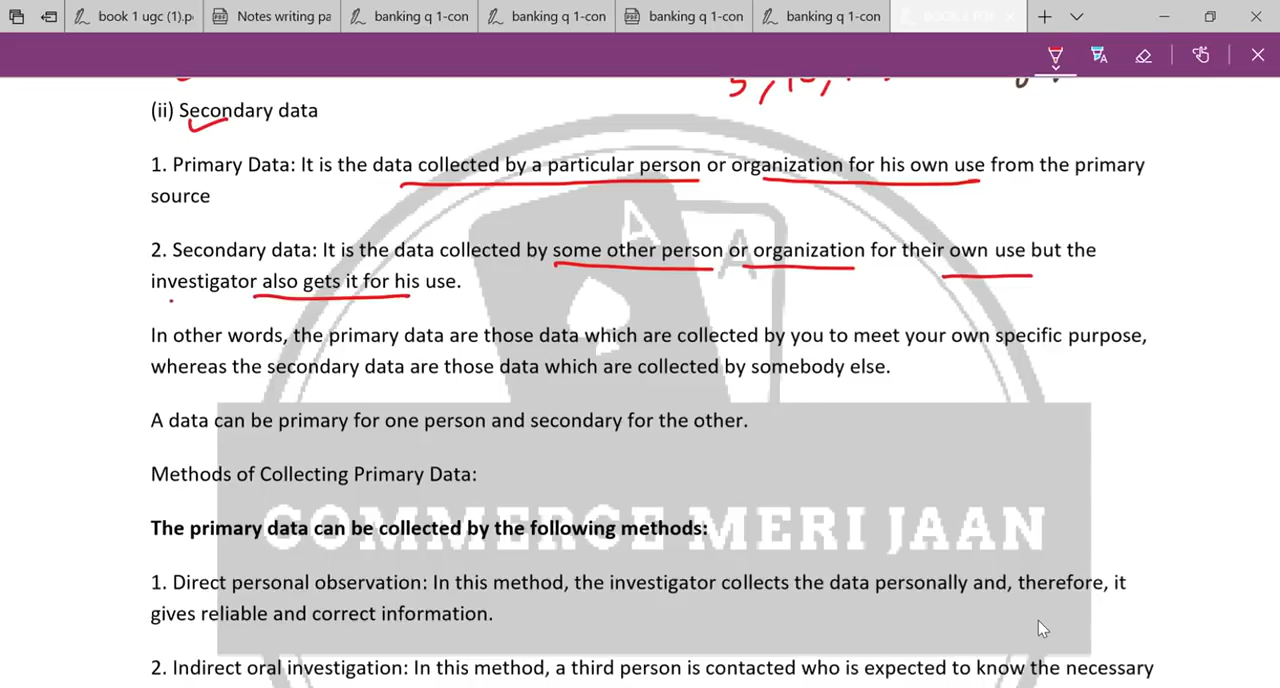 book 1 ugc (1).p
Notes writing pa
banking q 1-con
banking q 1-con
banking q 1-con
banking q 1-con
(ii) Secondary data
1. Primary Data: It is the data collected by a particular person or organization for his own use from the primary
source
2. Secondary data: It is the data collected by some other person or organization for their own use but the
investigator also gets it for his use.
In other words, the primary data are those data which are collected by you to meet your own specific purpose,
whereas the secondary data are those data which are collected by somebody else.
A data can be primary for one person and secondary for the other.
Methods of Collecting Primary Data:
COMMERCE MERI JAAN
The primary data can be collected by the following methods:
1. Direct personal observation: In this method, the investigator collects the data personally and, therefore, it
gives reliable and correct information.
2. Indirect oral investigation: In this method, a third person is contacted who is expected to know the necessary
A
A